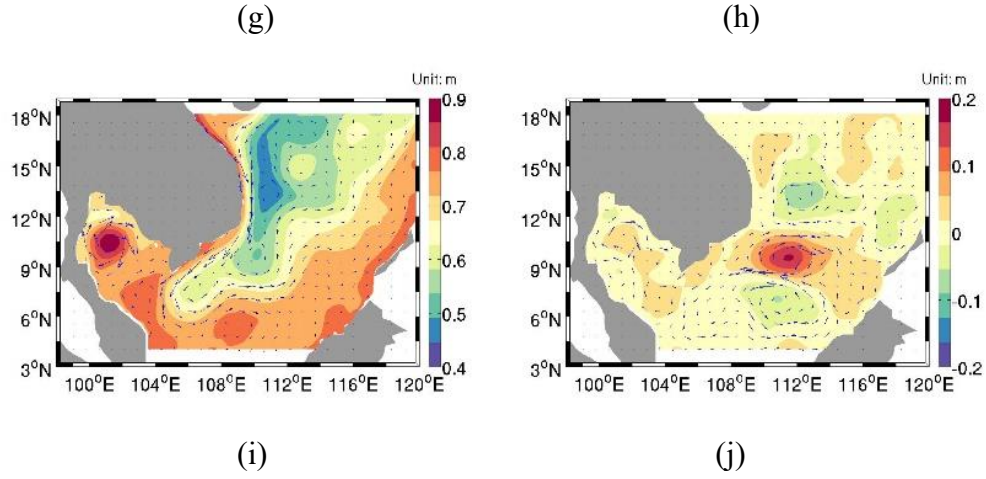 (g) (h)
Unit: m Unit: m
18°N 0.9 18°N 0.2
15°N 0.8 15°N 0.1
12°N 0.7 12°N 0
9°N 0.6 9°N -0.1
6°N 0.5 6°N -0.2
3°N 0.4 3°N
100°E 104°E 108°E 112°E 116°E 120°E 100°E 104°E 108°E 112°E 116°E 120°E
(i) (j)